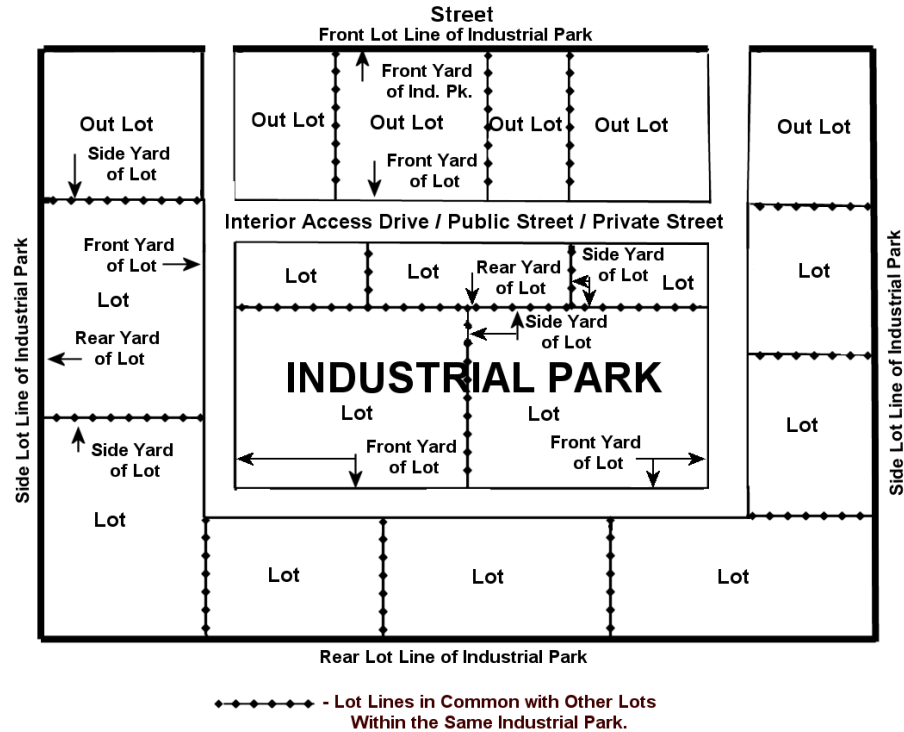 Street
Front Lot Line of Industrial Park
Front Yard
of Ind. Pk.
Out Lot
Out Lot
Out Lot
Out Lot
Out Lot
Out Lot
Side Yard
of Lot
Front Yard
of Lot
Interior Access Drive / Public Street / Private Street
Front Yard
of Lot
Lot
Rear Yard
of Lot
Side Yard
of Lot
Lot
Side Lot Line of Industrial Park
Lot
Lot
Rear Yard
of Lot
Side Yard
of Lot
Lot
Side Yard
of Lot
INDUSTRIAL PARK
Lot
Lot
Front Yard
of Lot
Front Yard
of Lot
Lot
Lot
Side Lot Line of Industrial Park
Lot
Lot
Lot
Rear Lot Line of Industrial Park
- Lot Lines in Common with Other Lots
Within the Same Industrial Park.